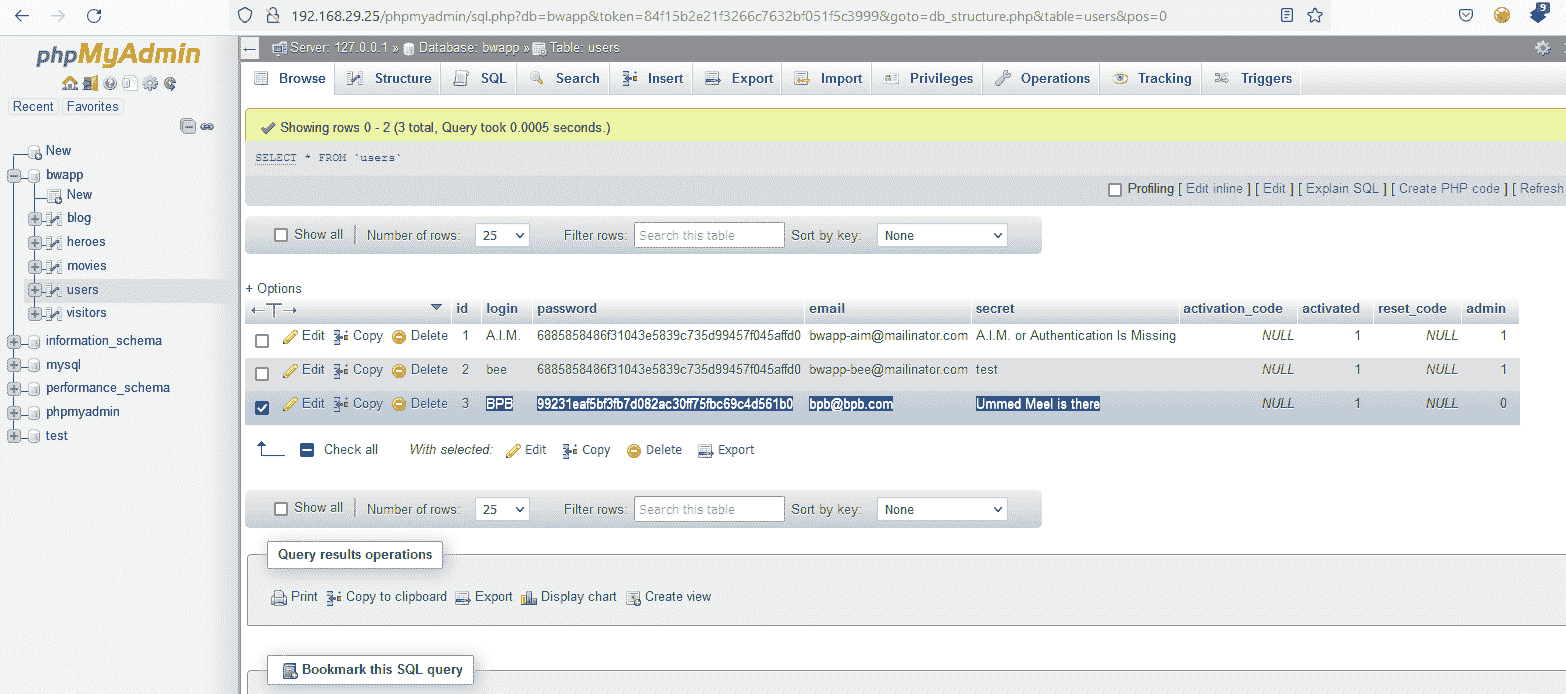 192.168.29.25/phpmyadmin/sql.php?db=bwapp&token=84f15b2e21f3266c7632bf051f5c3999&goto=db_structure.php&table=users&pos=0
9
phpMyAdmin
Recent Favorites
New
bwapp
New
blog
heroes
movies
users
visitors
information_schema
mysql
performance_schema
phpmyadmin
test
Server: 127.0.0.1 » Database: bwapp » Table: users
Browse Structure SQL Search Insert Export Import Privileges Operations Tracking Triggers
Showing rows 0 - 2 (3 total, Query took 0.0005 seconds.)
SELECT * FROM `users`
Profiling [ Edit inline ] [ Edit ] [ Explain SQL ] [ Create PHP code ] [ Refresh
Show all Number of rows: 25 Filter rows: Search this table Sort by key: None
+ Options
id login password email secret activation_code activated reset_code admin
Edit Copy Delete 1 A.I.M. 6885858486f31043e5839c735d99457f045affd0 bwapp-aim@mailinator.com A.I.M. or Authentication Is Missing NULL 1 NULL 1
Edit Copy Delete 2 bee 6885858486f31043e5839c735d99457f045affd0 bwapp-bee@mailinator.com test NULL 1 NULL 1
Edit Copy Delete 3 BPB 99231eaf5bf3fb7d082ac30ff75fbc69c4d561b0 bpb@bpb.com Ummed Meel is there NULL 1 NULL 0
Check all With selected: Edit Copy Delete Export
Show all Number of rows: 25 Filter rows: Search this table Sort by key: None
Query results operations
Print Copy to clipboard Export Display chart Create view
Bookmark this SQL query